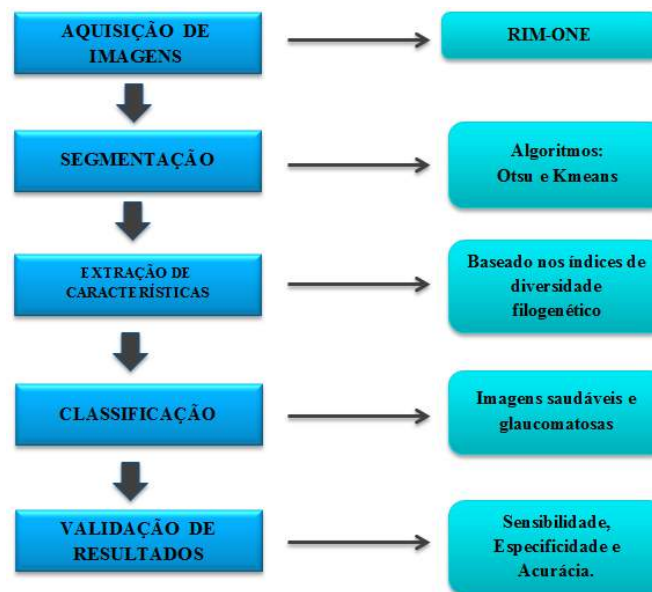 AQUISIÇÃO DE
IMAGENS
RIM-ONE
SEGMENTAÇÃO
Algoritmos:
Otsu e Kmeans
EXTRAÇÃO DE
CARACTERÍSTICAS
Baseado nos índices de
diversidade
filogenético
CLASSIFICAÇÃO
Imagens saudáveis e
glaucomatosas
VALIDAÇÃO DE
RESULTADOS
Sensibilidade,
Especificidade e
Acurácia.